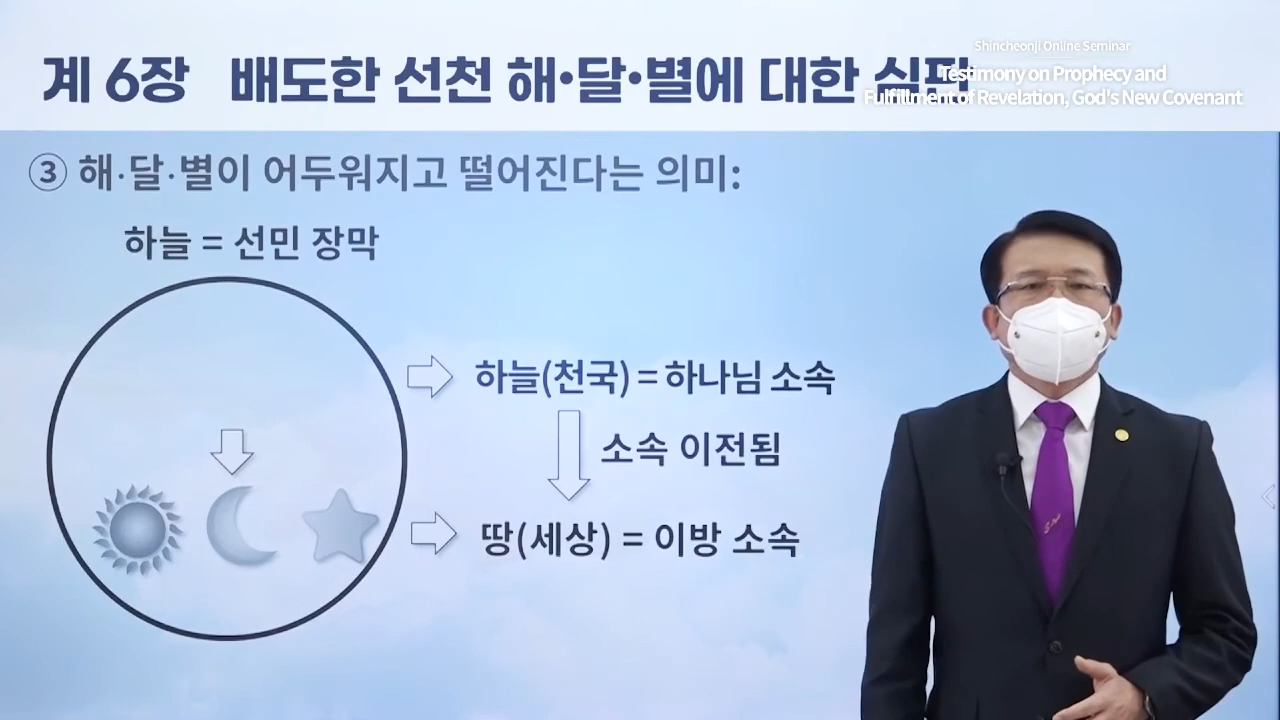 Shincheonji Online Seminar
Testimony on Prophecy and
Fulfillment of Revelation, God's New Covenant
계 6장 배도한 선천 해•달•별에 대한 심판
③ 해·달·별이 어두워지고 떨어진다는 의미:
하늘 = 선민 장막
하늘(천국) = 하나님 소속
소속 이전됨
땅(세상) = 이방 소속